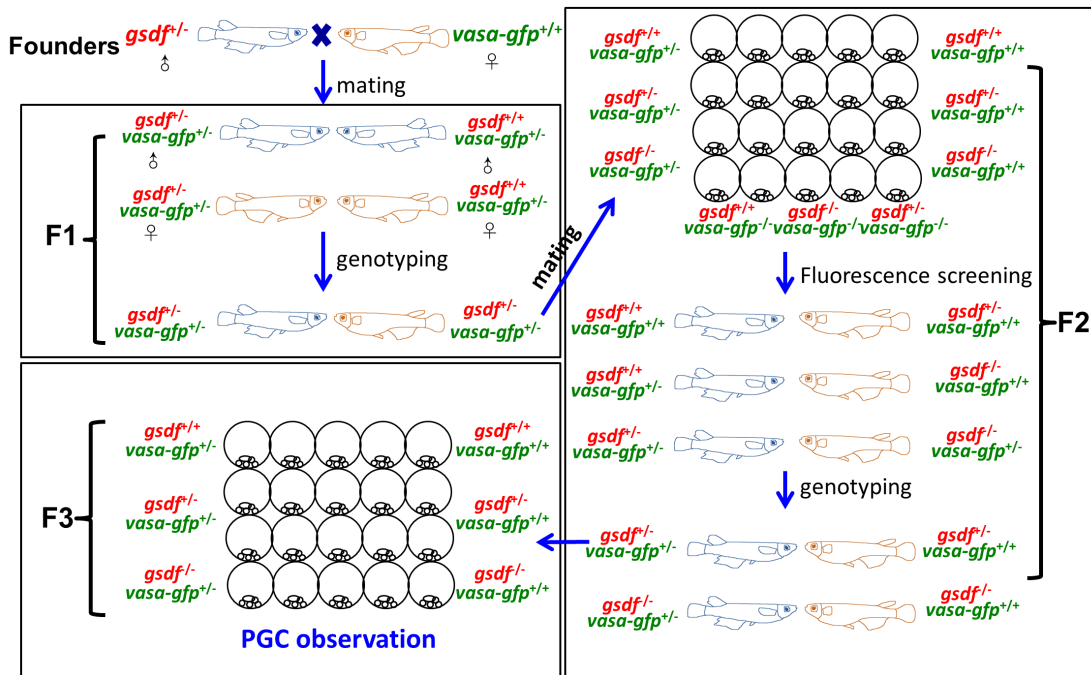 Founders
gsdf+/-
♂
vasa-gfp+/+
♀
mating
F1
gsdf+/-
vasa-gfp+/-
♂
gsdf+/+
vasa-gfp+/-
♂
gsdf+/-
vasa-gfp+/-
♀
gsdf+/+
vasa-gfp+/-
♀
genotyping
gsdf+/-
vasa-gfp+/-
gsdf+/-
vasa-gfp+/-
mating
F2
gsdf+/+
vasa-gfp+/-
gsdf+/+
vasa-gfp+/+
gsdf+/-
vasa-gfp+/-
gsdf+/-
vasa-gfp+/+
gsdf-/-
vasa-gfp+/-
gsdf-/-
vasa-gfp+/+
gsdf+/+ gsdf-/- gsdf+/-
vasa-gfp-/- vasa-gfp-/- vasa-gfp-/-
Fluorescence screening
gsdf+/+
vasa-gfp+/+
gsdf+/-
vasa-gfp+/+
gsdf+/+
vasa-gfp+/-
gsdf-/-
vasa-gfp+/+
gsdf+/-
vasa-gfp+/-
gsdf-/-
vasa-gfp+/-
genotyping
gsdf+/-
vasa-gfp+/-
gsdf+/-
vasa-gfp+/+
gsdf-/-
vasa-gfp+/-
gsdf-/-
vasa-gfp+/+
F3
gsdf+/+
vasa-gfp+/-
gsdf+/+
vasa-gfp+/+
gsdf+/-
vasa-gfp+/-
gsdf+/-
vasa-gfp+/+
gsdf-/-
vasa-gfp+/-
gsdf-/-
vasa-gfp+/+
PGC observation